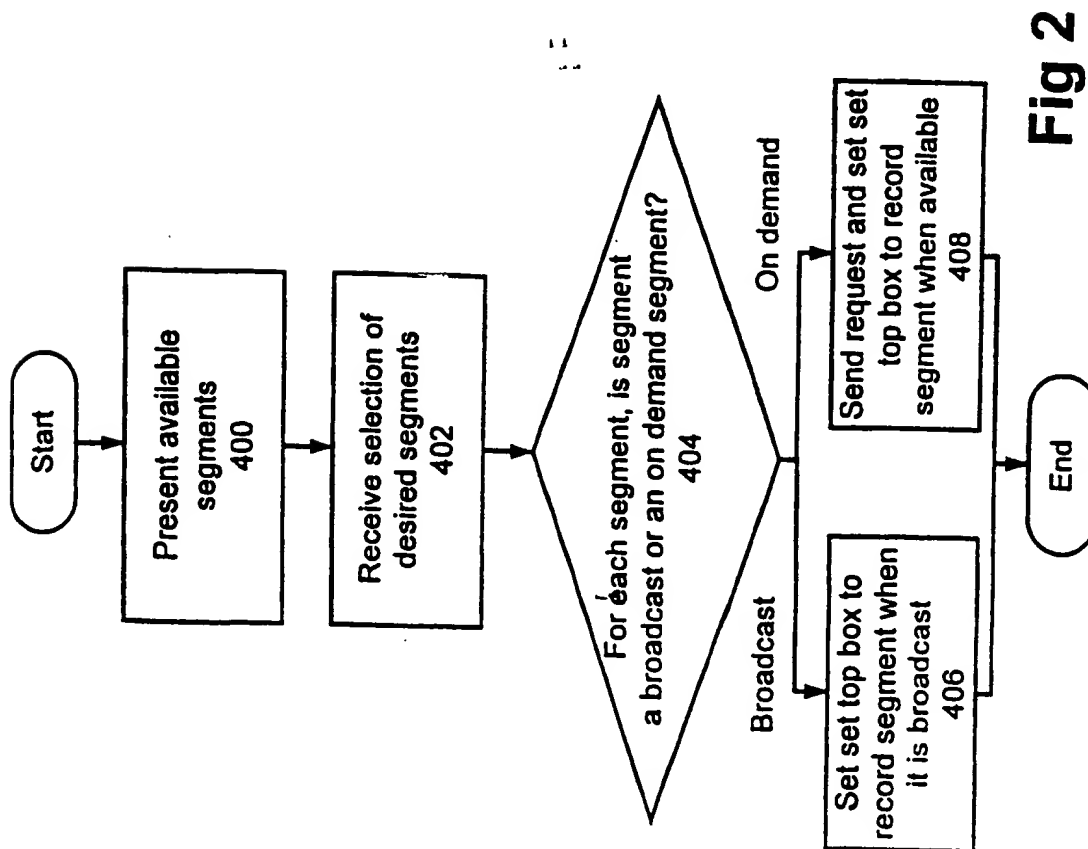 Start
Present available
segments
400
Receive selection of
desired segments
402
For each segment, is segment
a broadcast or an on demand segment?
404
Broadcast
On demand
Set set top box to
record segment when
it is broadcast
406
Send request and set set
top box to record
segment when available
408
End
Fig 2